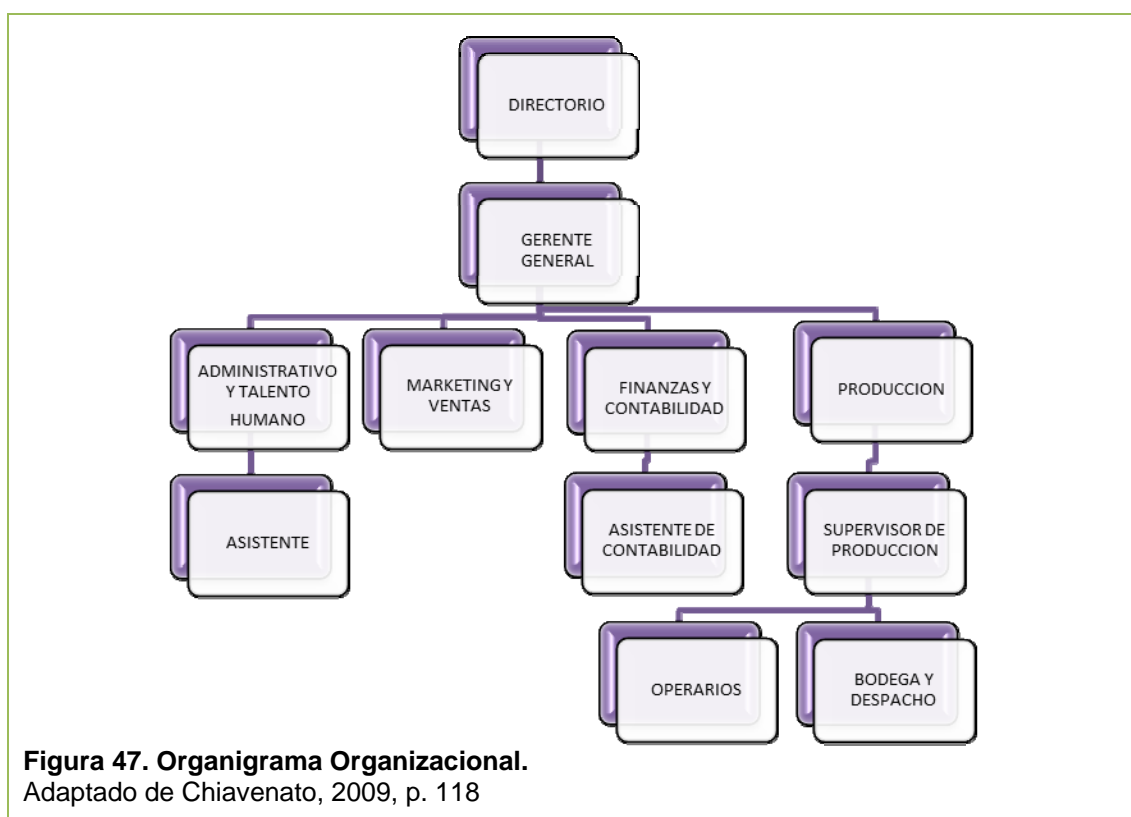 DIRECTORIO
GERENTE
GENERAL
ADMINISTRATIVO
Y TALENTO
HUMANO
MARKETING Y
VENTAS
FINANZAS Y
CONTABILIDAD
PRODUCCION
ASISTENTE
ASISTENTE DE
CONTABILIDAD
SUPERVISOR DE
PRODUCCION
OPERARIOS
BODEGA Y
DESPACHO
Figura 47. Organigrama Organizacional.
Adaptado de Chiavenato, 2009, p. 118